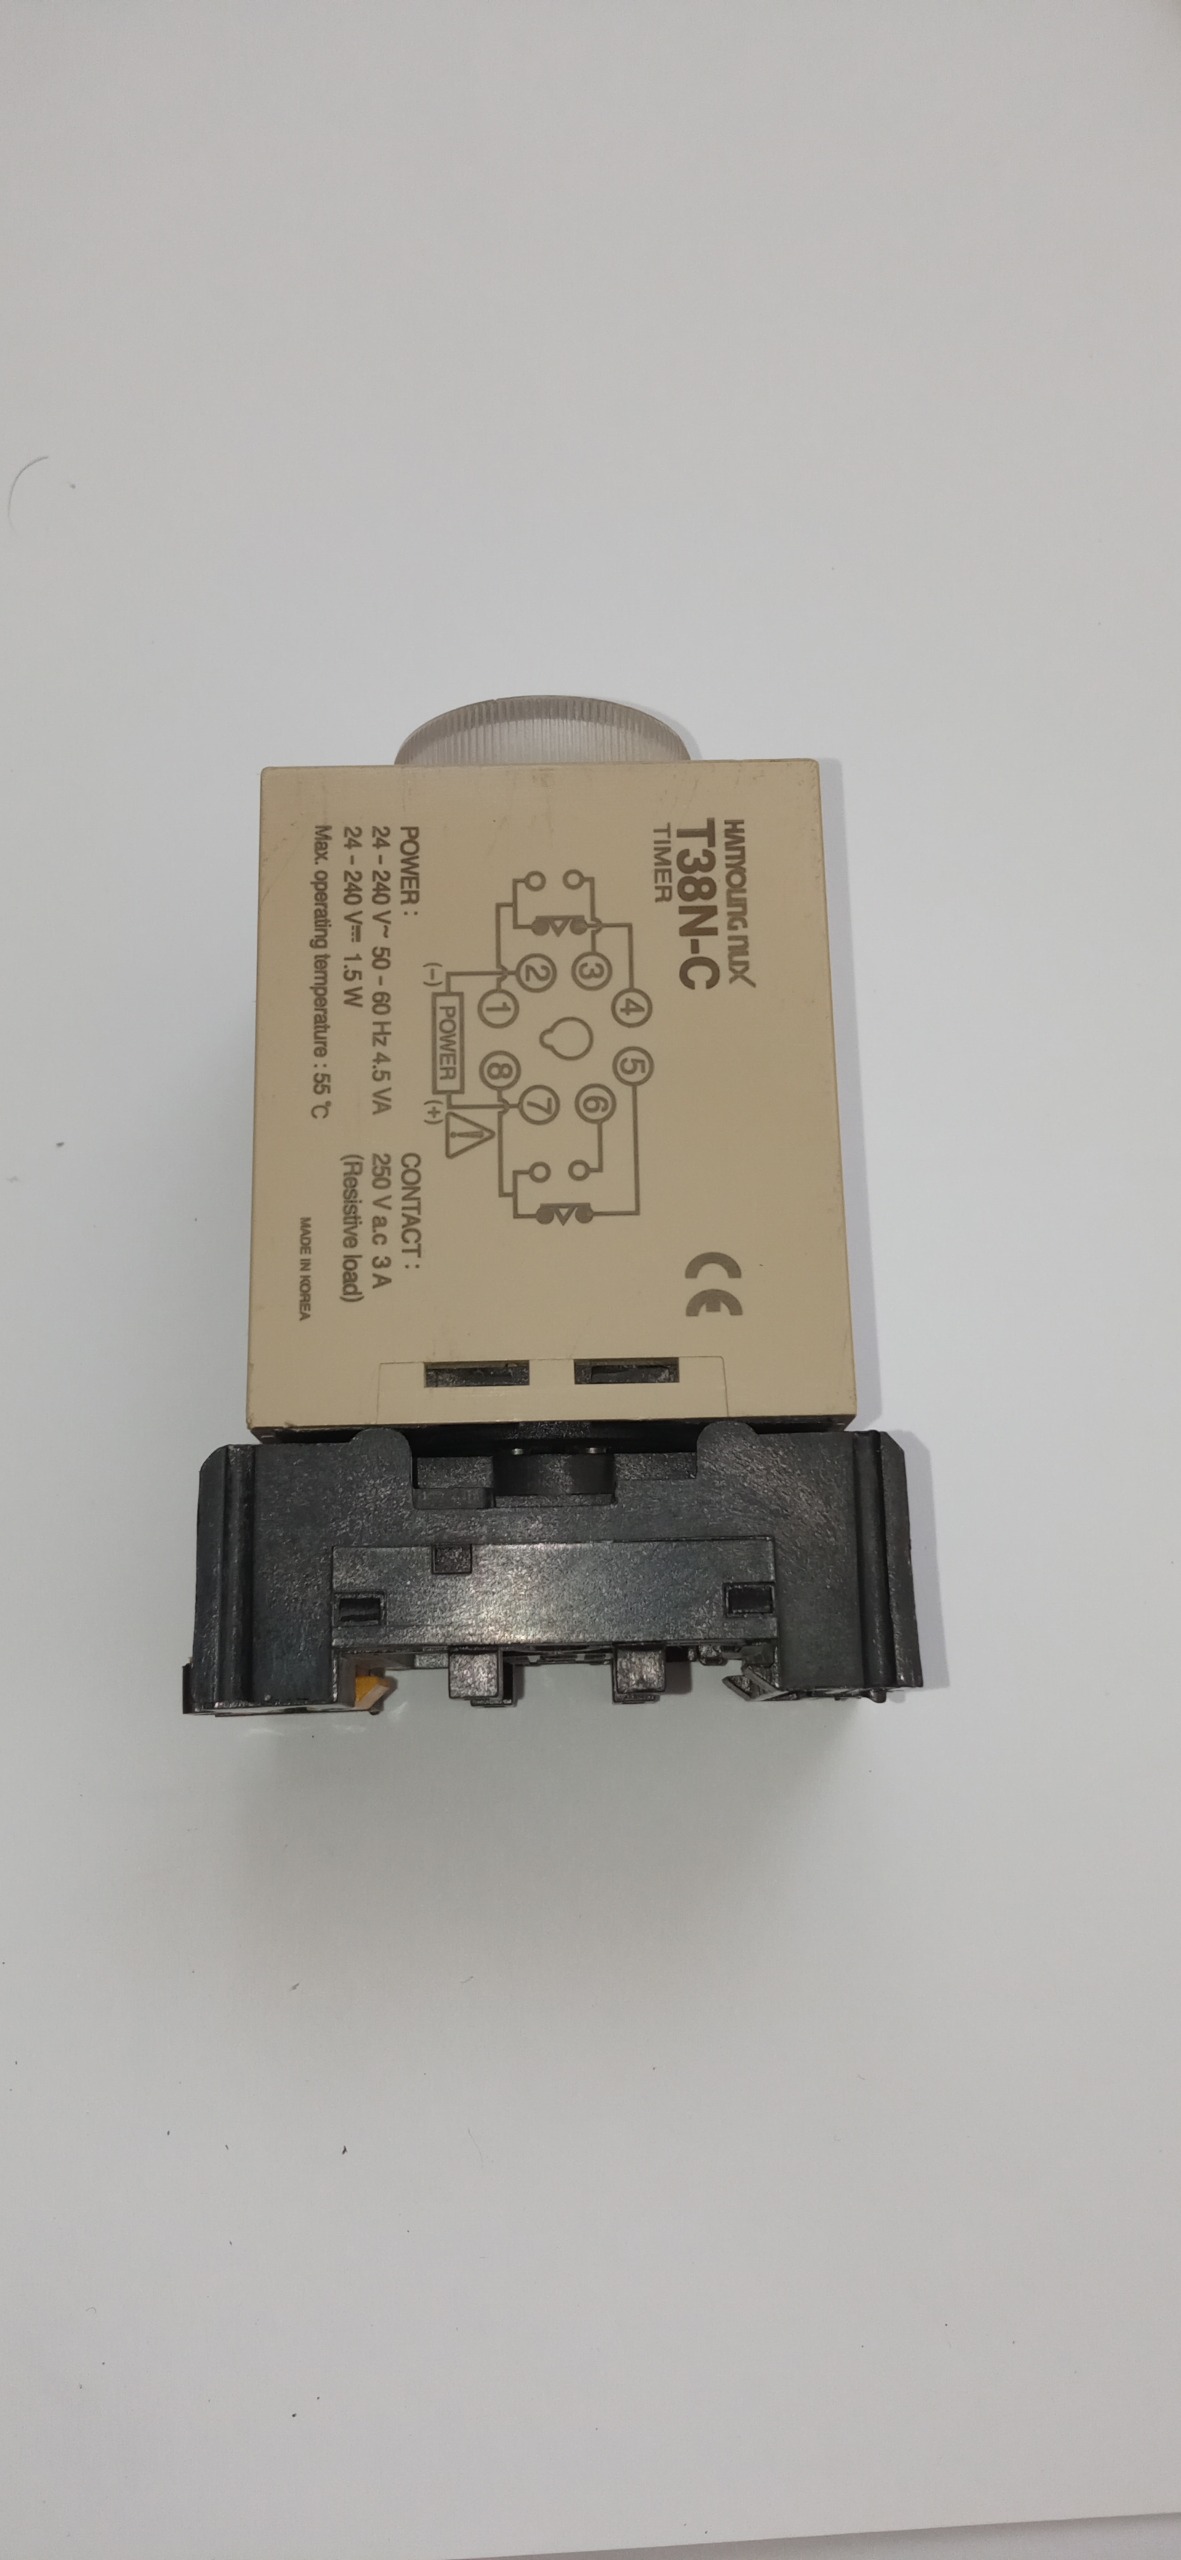 HANYOUNG NUX
T38N-C
TIMER
CE
3 4 5 6
2 1 8 7
(−) POWER (+)
POWER :
24 - 240 V~ 50 - 60 Hz 4.5 VA
24 - 240 V⎓ 1.5 W
Max. operating temperature : 55 ℃
CONTACT :
250 V a.c 3 A
(Resistive load)
MADE IN KOREA